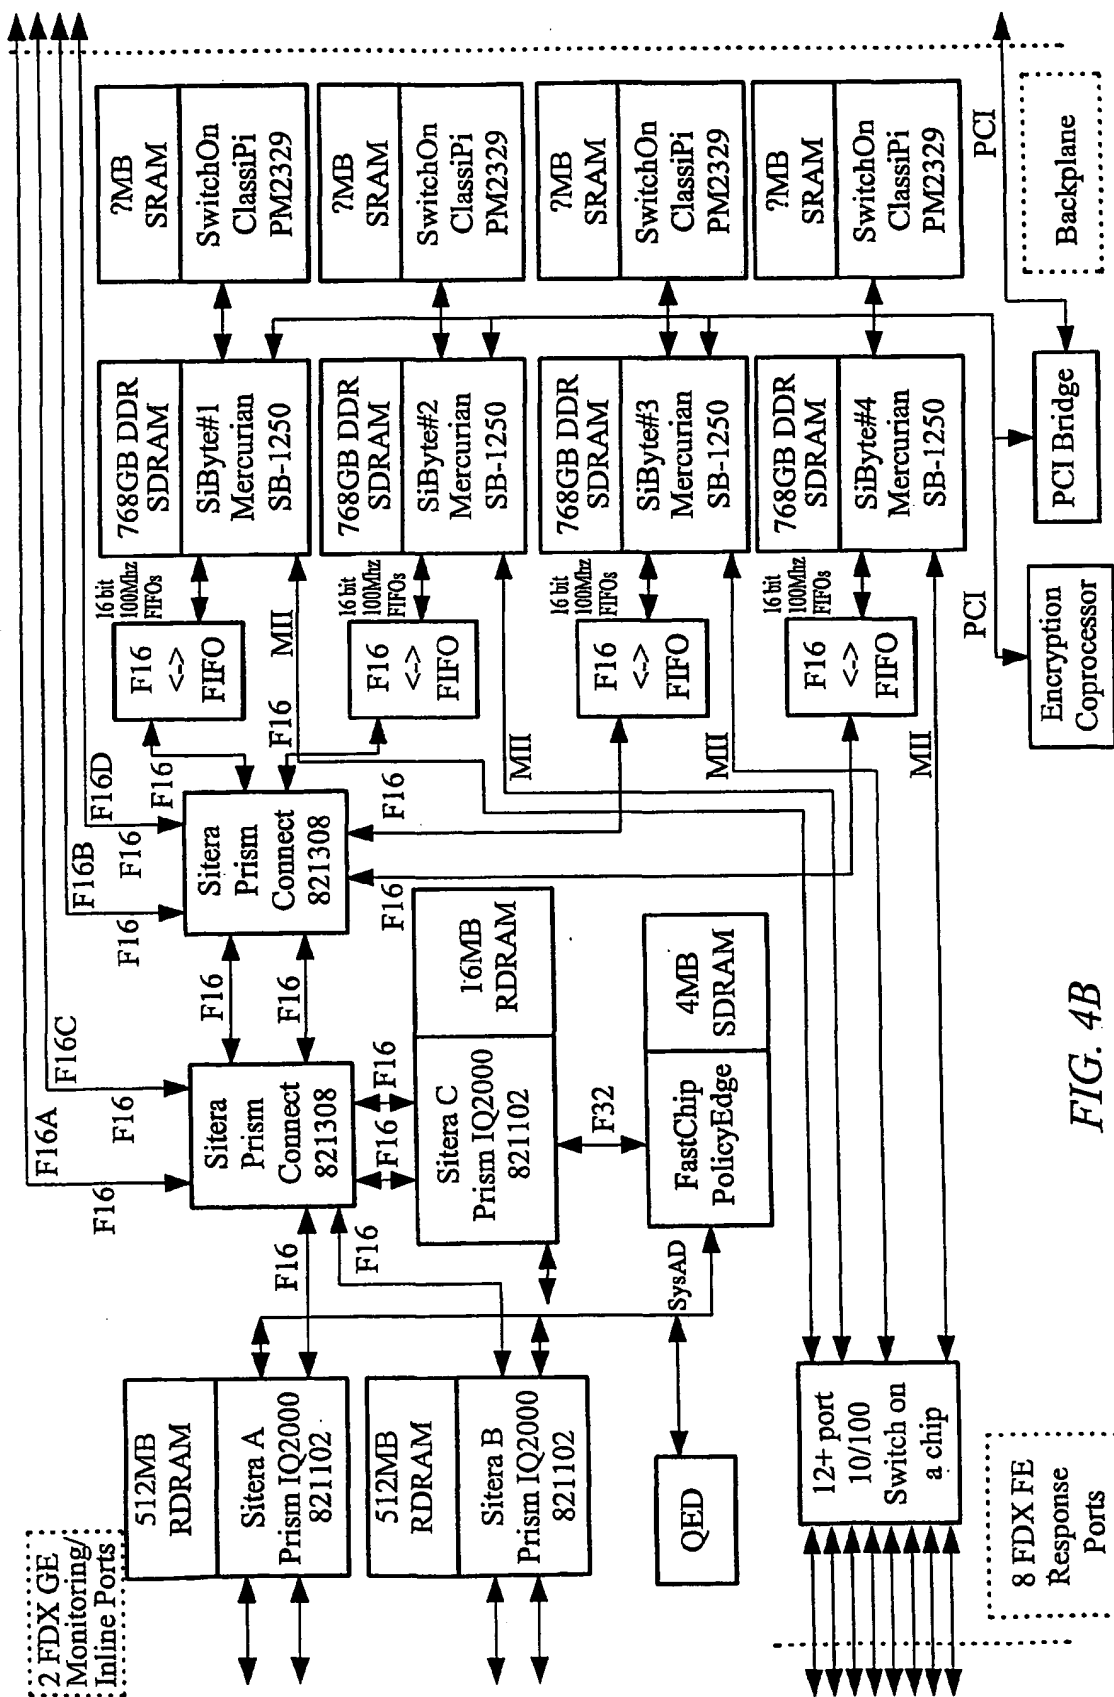 2 FDX GE
Monitoring/
Inline Ports
512MB
RDRAM
Sitera A
Prism IQ2000
821102
512MB
RDRAM
Sitera B
Prism IQ2000
821102
QED
12+ port
10/100
Switch on
a chip
8 FDX FE
Response
Ports
F16A
F16
F16C
F16
F16B
F16
F16D
F16
Sitera
Prism
Connect
821308
F16
F16
F16
F16
Sitera C
Prism IQ2000
821102
16MB
RDRAM
F32
FastChip
PolicyEdge
4MB
SDRAM
SysAD
F16
F16
Sitera
Prism
Connect
821308
F16
F16
F16
F16
F16
<->
FIFO
16 bit
100Mhz
FIFOs
MII
F16
<->
FIFO
16 bit
100Mhz
FIFOs
MII
F16
<->
FIFO
16 bit
100Mhz
FIFOs
MII
F16
<->
FIFO
16 bit
100Mhz
FIFOs
MII
768GB DDR
SDRAM
SiByte#1
Mercurian
SB-1250
768GB DDR
SDRAM
SiByte#2
Mercurian
SB-1250
768GB DDR
SDRAM
SiByte#3
Mercurian
SB-1250
768GB DDR
SDRAM
SiByte#4
Mercurian
SB-1250
?MB
SRAM
SwitchOn
ClassiPi
PM2329
?MB
SRAM
SwitchOn
ClassiPi
PM2329
?MB
SRAM
SwitchOn
ClassiPi
PM2329
?MB
SRAM
SwitchOn
ClassiPi
PM2329
PCI
Encryption
Coprocessor
PCI Bridge
PCI
Backplane
FIG. 4B